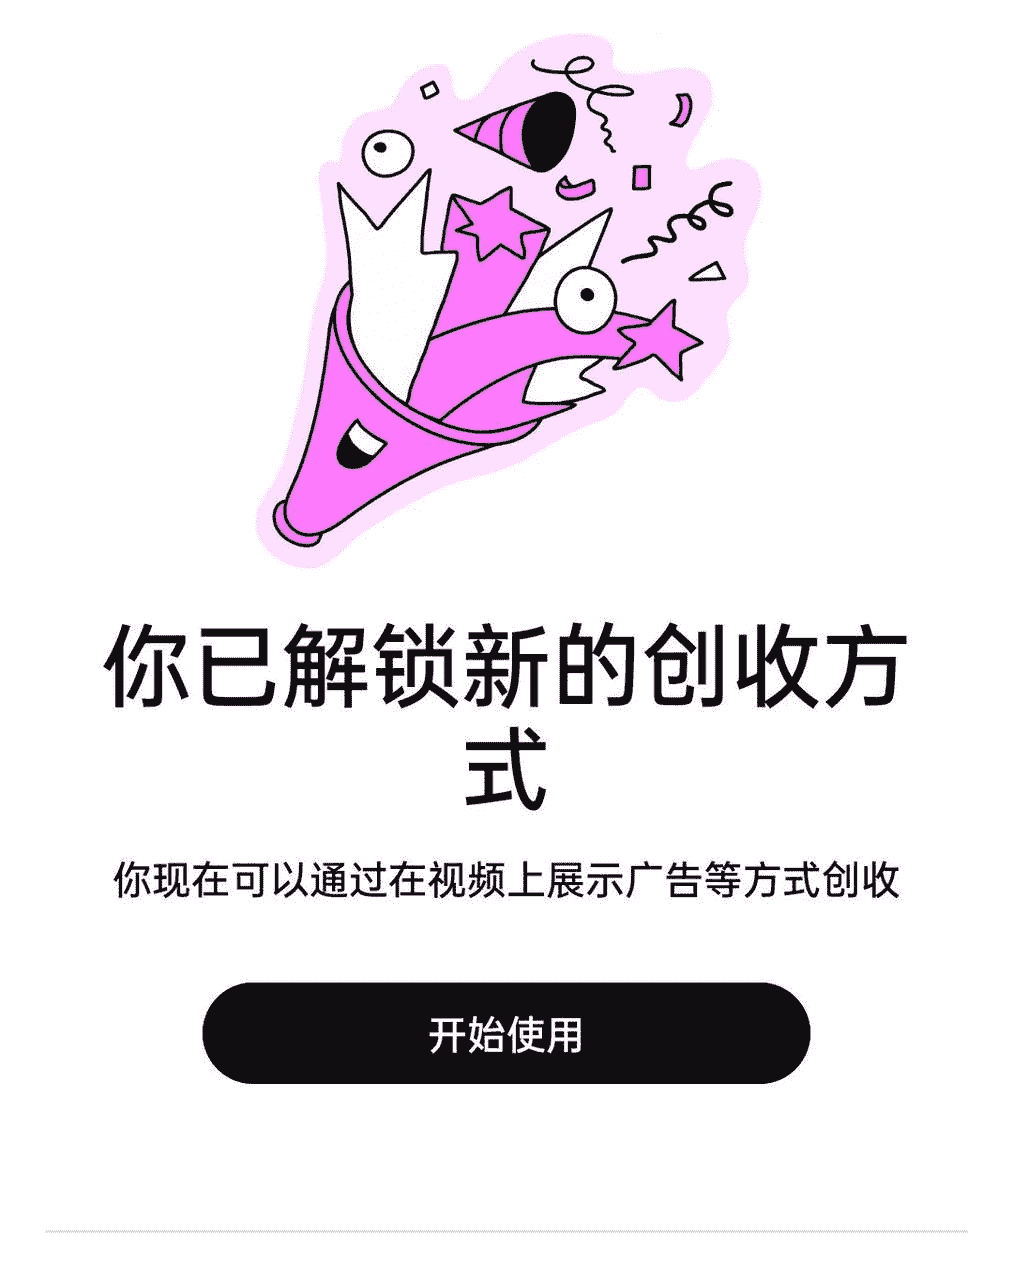 你已解锁新的创收方
式
你现在可以通过在视频上展示广告等方式创收
开始使用